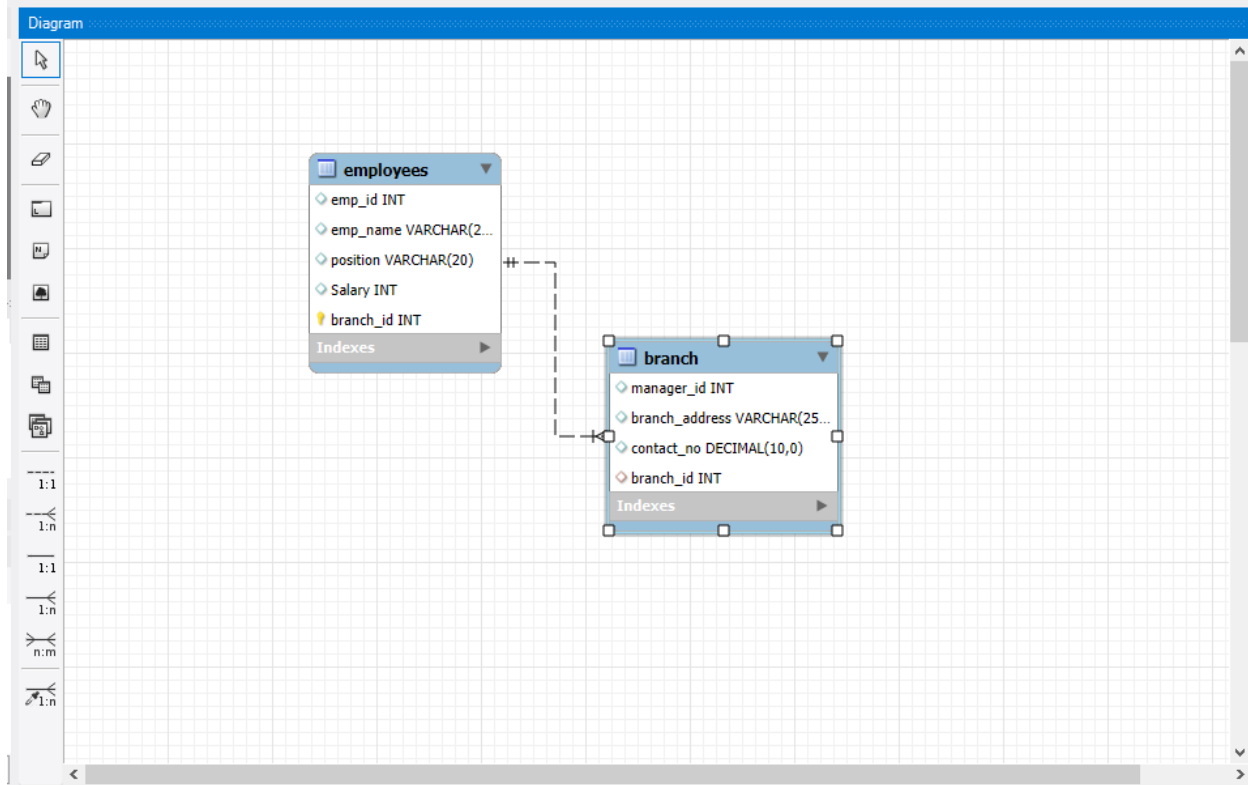 Diagram
employees
emp_id INT
emp_name VARCHAR(2...
position VARCHAR(20)
Salary INT
branch_id INT
Indexes
branch
manager_id INT
branch_address VARCHAR(25...
contact_no DECIMAL(10,0)
branch_id INT
Indexes
1:1
1:n
1:1
1:n
n:m
1:n